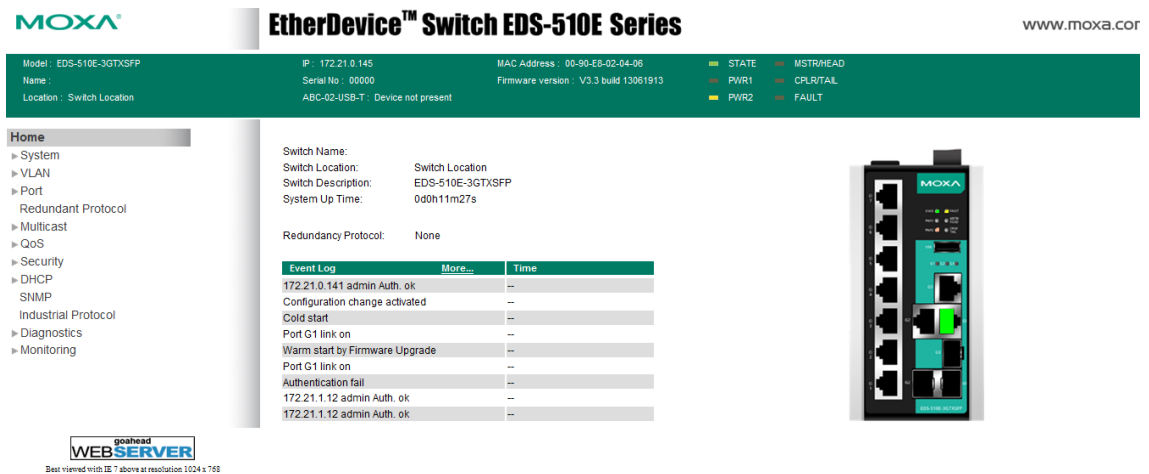 MOXA
EtherDevice™ Switch EDS-510E Series
www.moxa.cor
Model : EDS-510E-3GTXSFP
IP : 172.21.0.145
MAC Address : 00-90-E8-02-04-06
STATE
MSTR/HEAD
Name :
Serial No : 00000
Firmware version : V3.3 build 13061913
PWR1
CPLR/TAIL
Location : Switch Location
ABC-02-USB-T : Device not present
PWR2
FAULT
Home
System
VLAN
Port
Redundant Protocol
Multicast
QoS
Security
DHCP
SNMP
Industrial Protocol
Diagnostics
Monitoring
Switch Name:
Switch Location: Switch Location
Switch Description: EDS-510E-3GTXSFP
System Up Time: 0d0h11m27s
Redundancy Protocol: None
Event Log More... Time
172.21.0.141 admin Auth. ok --
Configuration change activated --
Cold start --
Port G1 link on --
Warm start by Firmware Upgrade --
Port G1 link on --
Authentication fail --
172.21.1.12 admin Auth. ok --
172.21.1.12 admin Auth. ok --
MOXA
EDS-510E-3GTXSFP
goahead
WEBSERVER
Best viewed with IE 7 above at resolution 1024 x 768